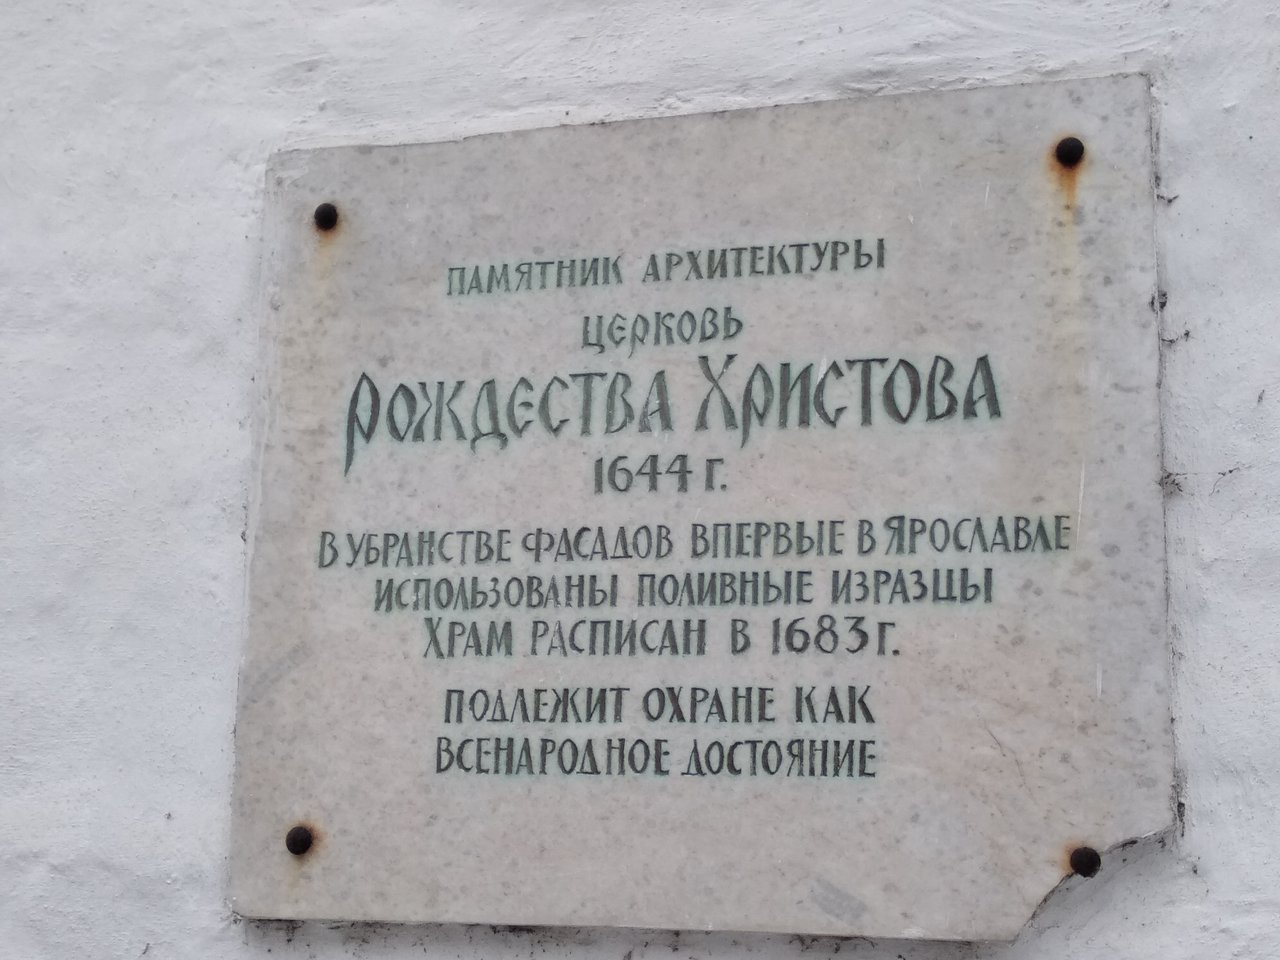 ПАМЯТНИК АРХИТЕКТУРЫ
ЦЕРКОВЬ
РОЖДЕСТВА ХРИСТОВА
1644 г.
В УБРАНСТВЕ ФАСАДОВ ВПЕРВЫЕ В ЯРОСЛАВЛЕ
ИСПОЛЬЗОВАНЫ ПОЛИВНЫЕ ИЗРАЗЦЫ
ХРАМ РАСПИСАН В 1683 г.
ПОДЛЕЖИТ ОХРАНЕ КАК
ВСЕНАРОДНОЕ ДОСТОЯНИЕ